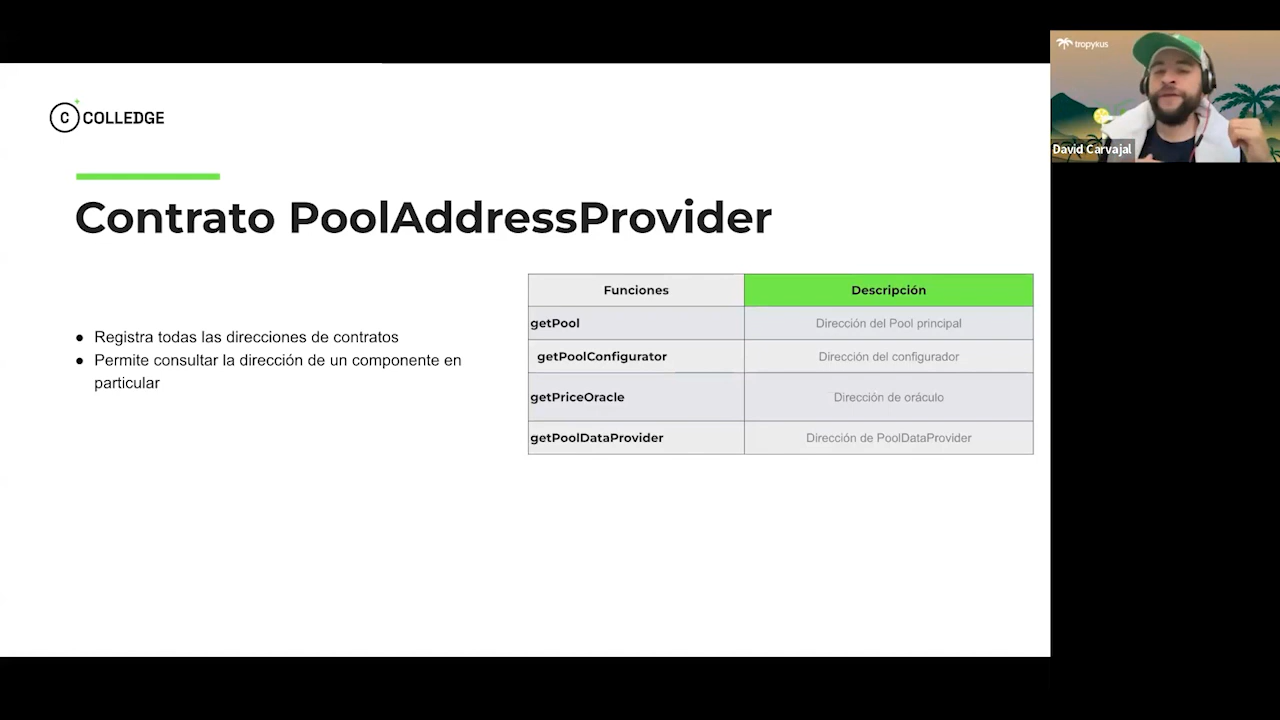 C COLLEDGE
Contrato PoolAddressProvider
● Registra todas las direcciones de contratos
● Permite consultar la dirección de un componente en
particular
Funciones Descripción
getPool Dirección del Pool principal
getPoolConfigurator Dirección del configurador
getPriceOracle Dirección de oráculo
getPoolDataProvider Dirección de PoolDataProvider
tropykus
David Carvajal